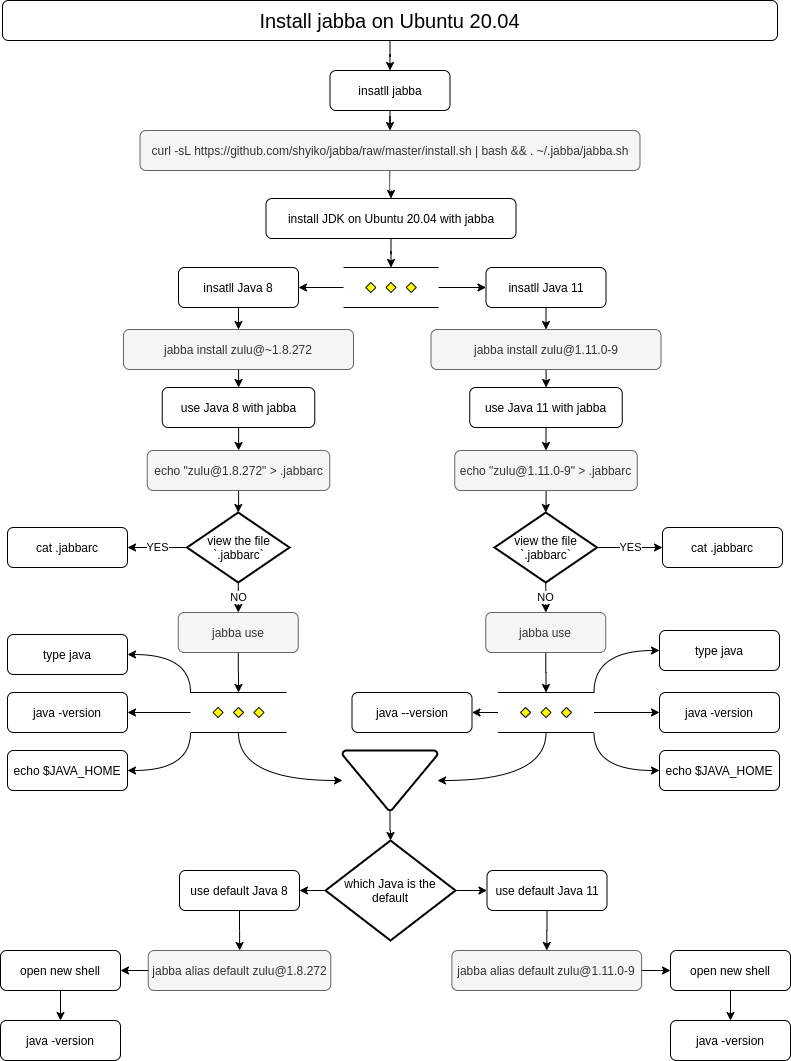 Install jabba on Ubuntu 20.04
insatll jabba
curl -sL https://github.com/shyiko/jabba/raw/master/install.sh | bash && . ~/.jabba/jabba.sh
install JDK on Ubuntu 20.04 with jabba
insatll Java 8
insatll Java 11
jabba install zulu@~1.8.272
jabba install zulu@1.11.0-9
use Java 8 with jabba
use Java 11 with jabba
echo "zulu@1.8.272" > .jabbarc
echo "zulu@1.11.0-9" > .jabbarc
cat .jabbarc
YES
view the file
`.jabbarc`
view the file
`.jabbarc`
YES
cat .jabbarc
NO
NO
jabba use
jabba use
type java
type java
java -version
java --version
java -version
echo $JAVA_HOME
echo $JAVA_HOME
use default Java 8
which Java is the
default
use default Java 11
open new shell
jabba alias default zulu@1.8.272
jabba alias default zulu@1.11.0-9
open new shell
java -version
java -version